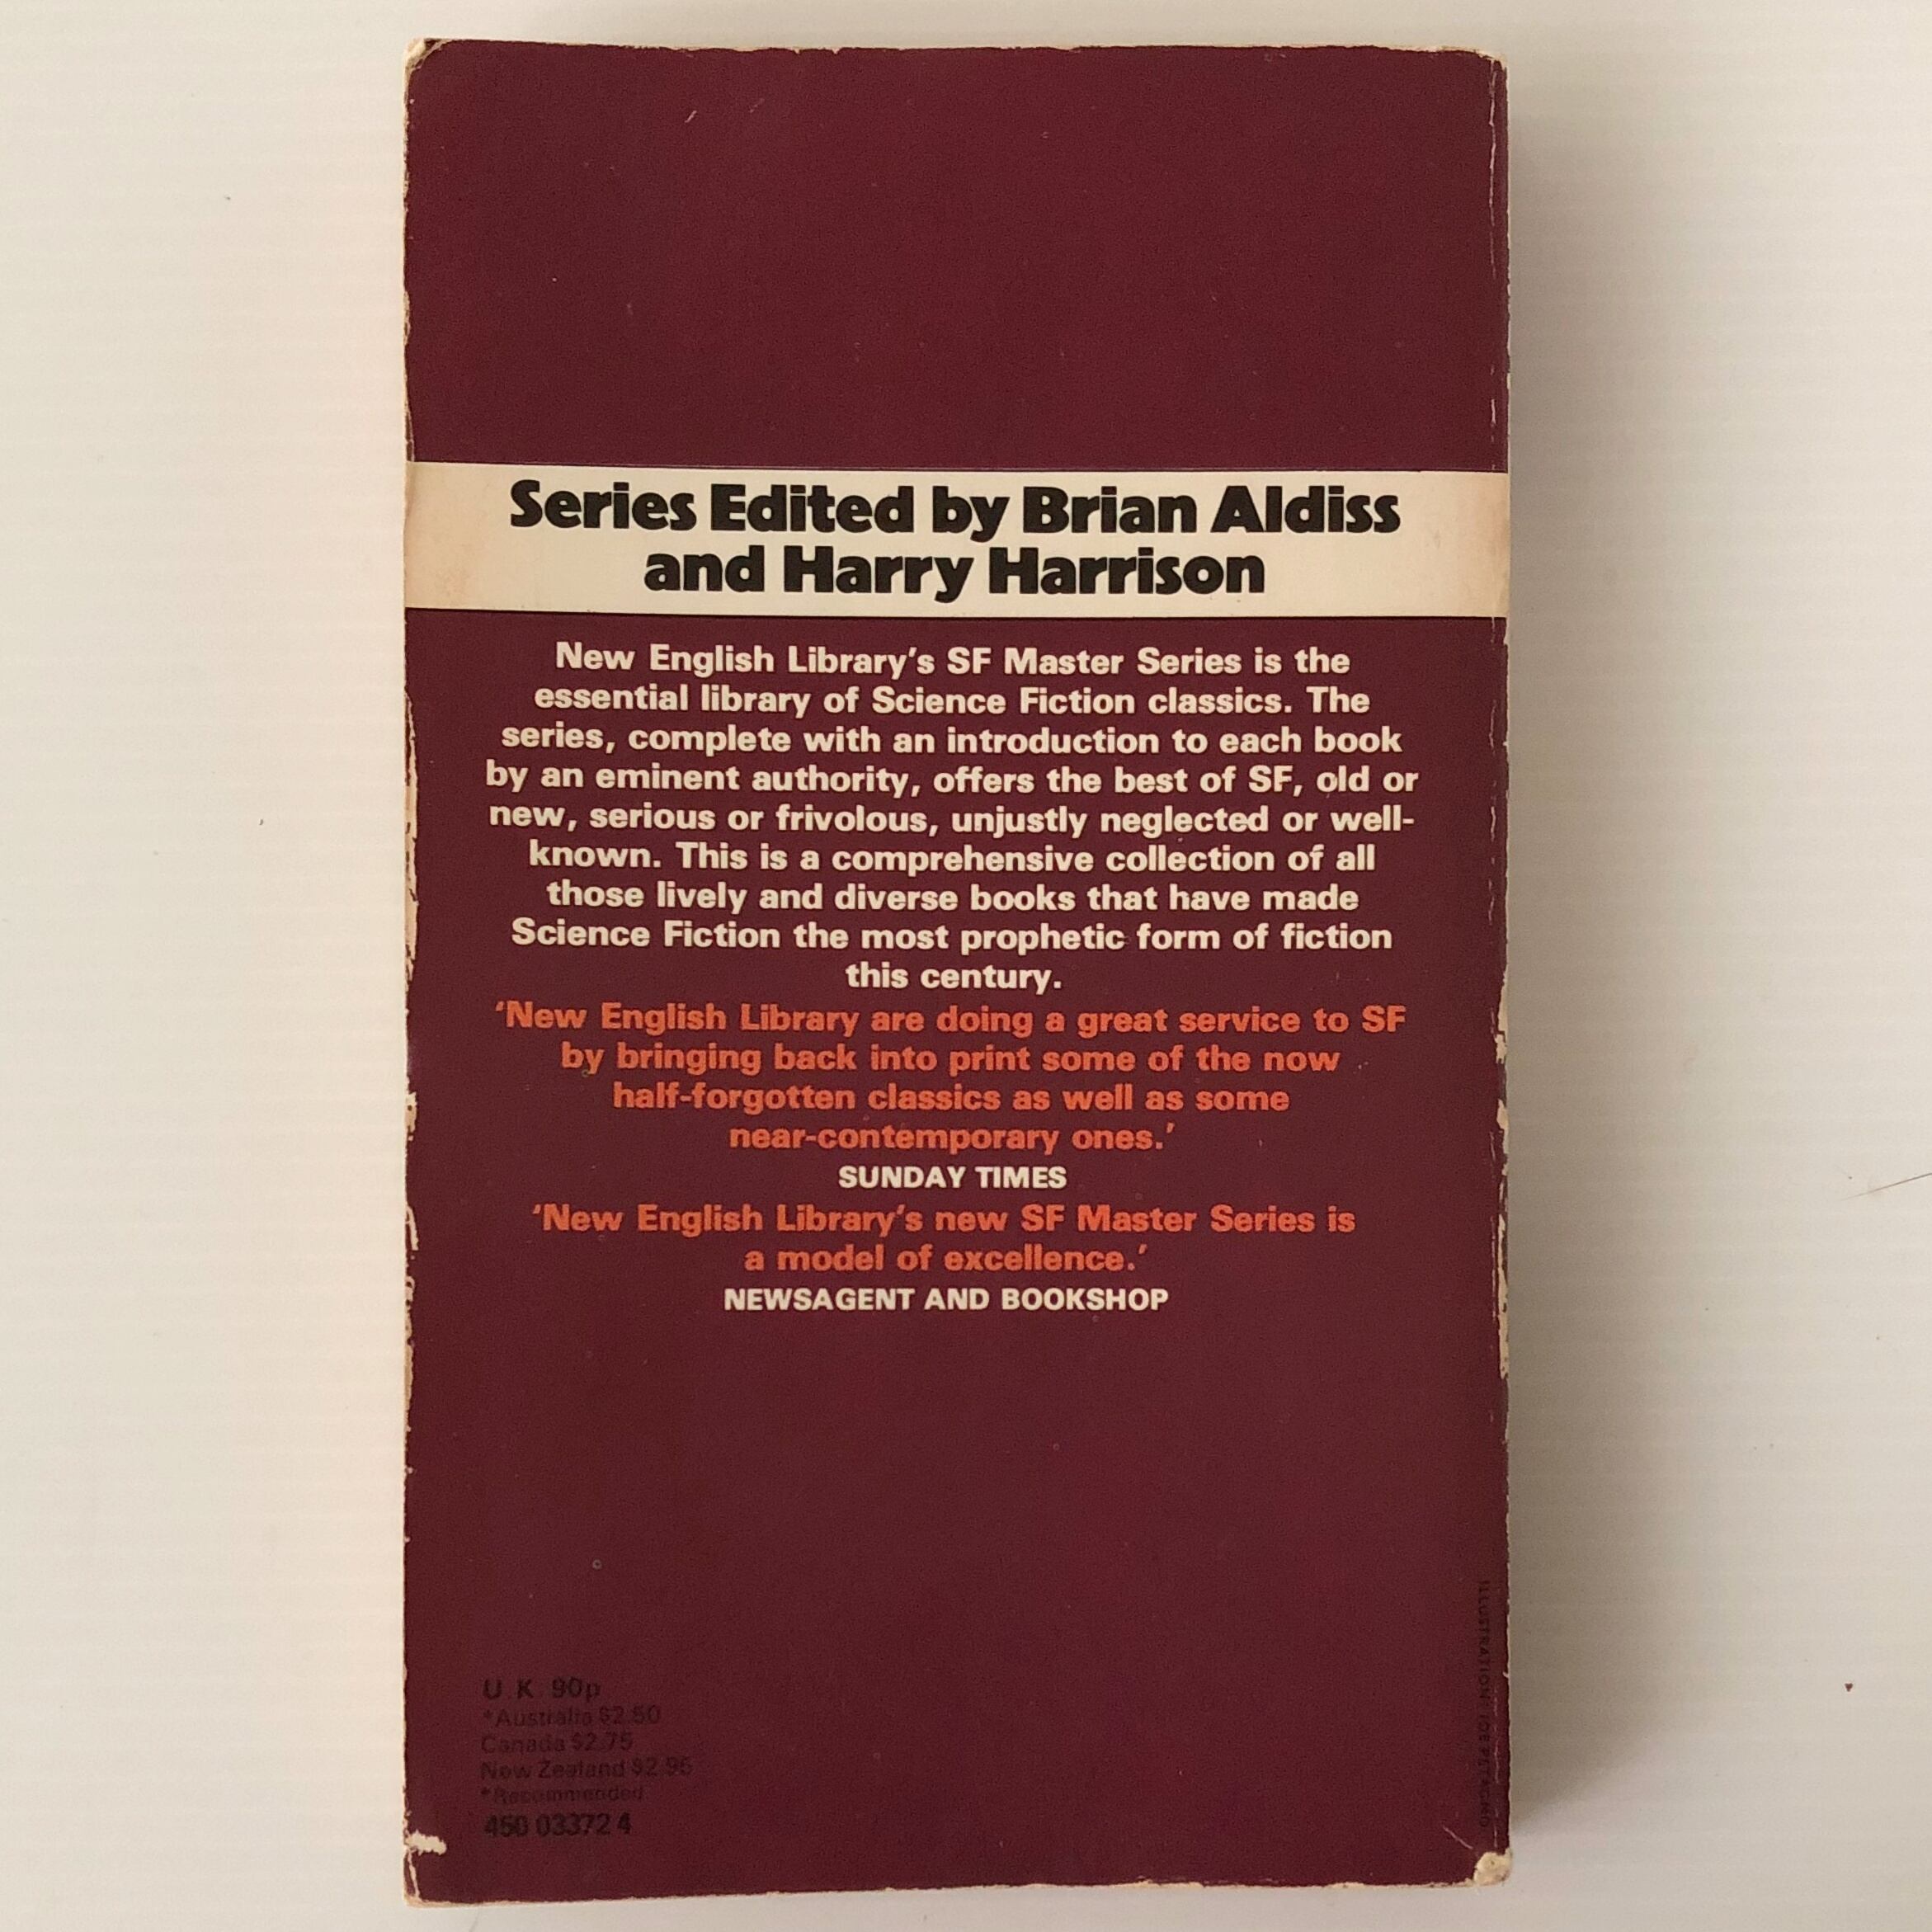 Series Edited by Brian Aldiss
and Harry Harrison
New English Library's SF Master Series is the
essential library of Science Fiction classics. The
series, complete with an introduction to each book
by an eminent authority, offers the best of SF, old or
new, serious or frivolous, unjustly neglected or well-
known. This is a comprehensive collection of all
those lively and diverse books that have made
Science Fiction the most prophetic form of fiction
this century.
'New English Library are doing a great service to SF
by bringing back into print some of the now
half-forgotten classics as well as some
near-contemporary ones.'
SUNDAY TIMES
'New English Library's new SF Master Series is
a model of excellence.'
NEWSAGENT AND BOOKSHOP
U.K. 90p
*Australia $2.50
Canada $2.75
New Zealand $2.95
*Recommended
450 03372 4
ILLUSTRATION: JOE PETAGNO